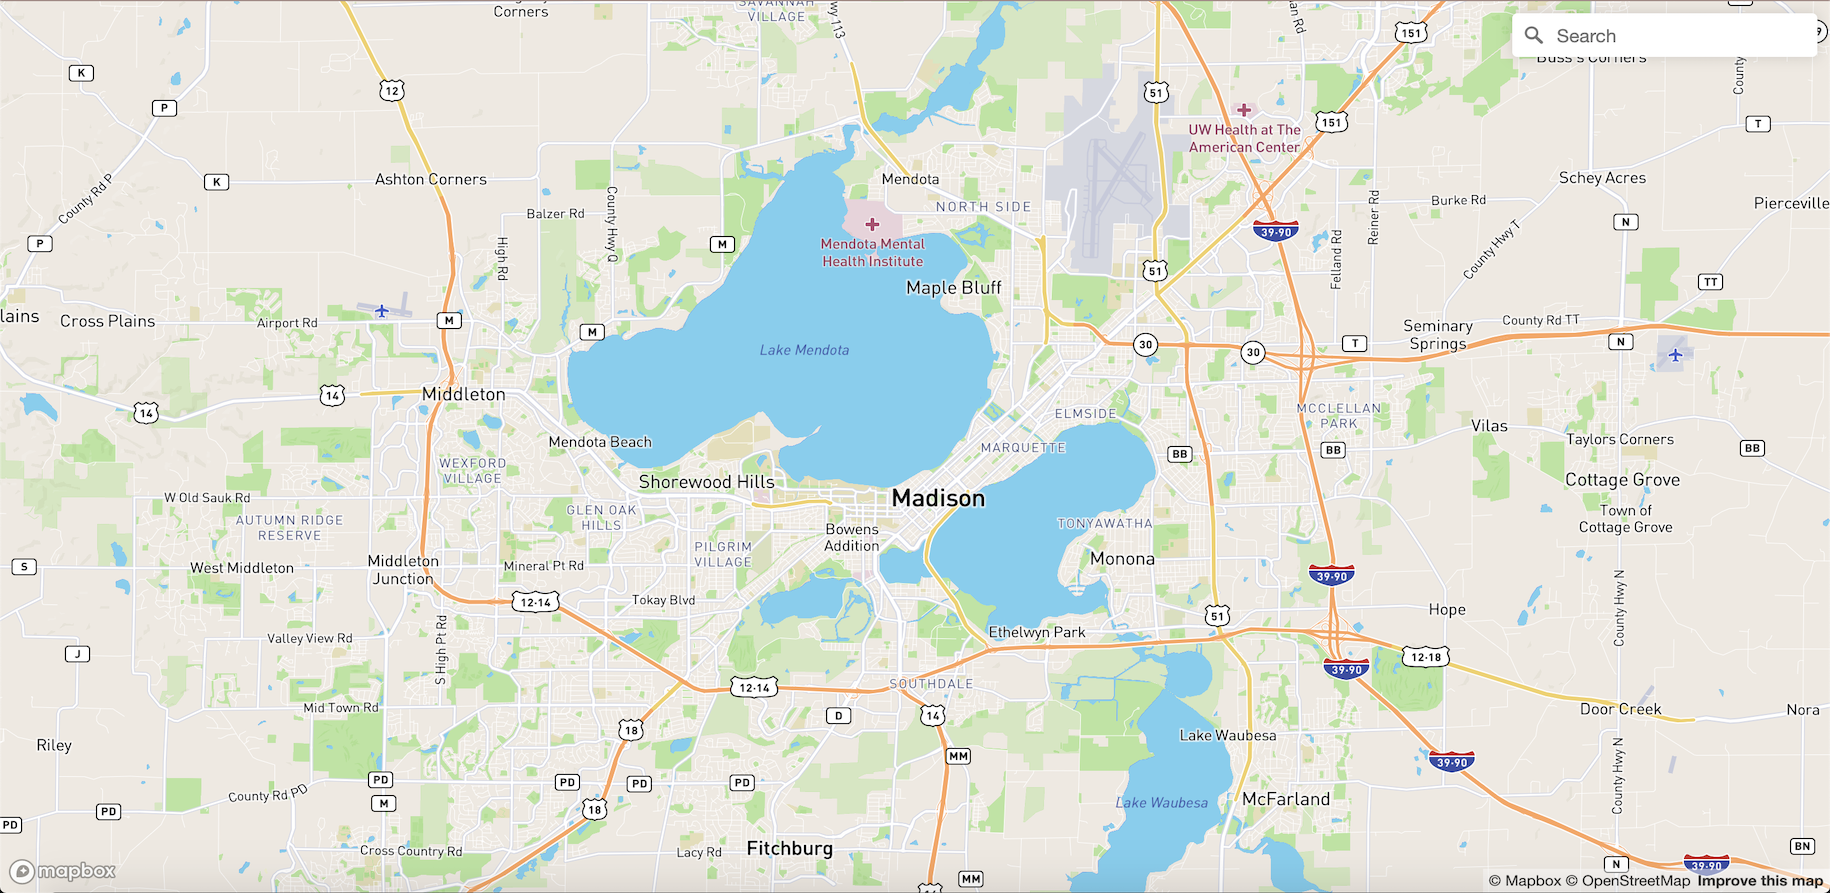 Corners
SAVANNAH
VILLAGE
wy 113
an Rd
151
Search
Buss's Corners
9
K
12
51
County
P
UW Health at The
American Center
151
T
K
Ashton Corners
Mendota
Schey Acres
County Rd P
County Hwy Q
Balzer Rd
NORTH SIDE
Burke Rd
Reiner Rd
Pierceville
N
P
High Rd
M
Mendota Mental
Health Institute
39-90
Felland Rd
County Hwy T
51
Maple Bluff
TT
lains
Cross Plains
Airport Rd
M
M
Seminary
Springs
County Rd TT
N
30
30
T
Lake Mendota
14
14
Middleton
ELMSIDE
MCCLELLAN
PARK
Mendota Beach
MARQUETTE
BB
BB
Vilas
Taylors Corners
BB
WEXFORD
VILLAGE
Shorewood Hills
Cottage Grove
W Old Sauk Rd
Madison
GLEN OAK
HILLS
AUTUMN RIDGE
RESERVE
Bowens
Addition
TONYAWATHA
Town of
Cottage Grove
PILGRIM
VILLAGE
Monona
S
West Middleton
Middleton
Junction
Mineral Pt Rd
39-90
County Hwy N
12-14
Tokay Blvd
51
Hope
Valley View Rd
S High Pt Rd
Ethelwyn Park
J
12-18
39-90
12-14
SOUTHDALE
Mid Town Rd
D
14
Door Creek
Nora
18
Lake Waubesa
Riley
MM
39-90
County Hwy N
PD
PD
PD
PD
County Rd PD
M
Lake Waubesa
McFarland
PD
18
PD
Cross Country Rd
Lacy Rd
Fitchburg
BN
N
39-90
mapbox
MM
14
© Mapbox © OpenStreetMap Improve this map